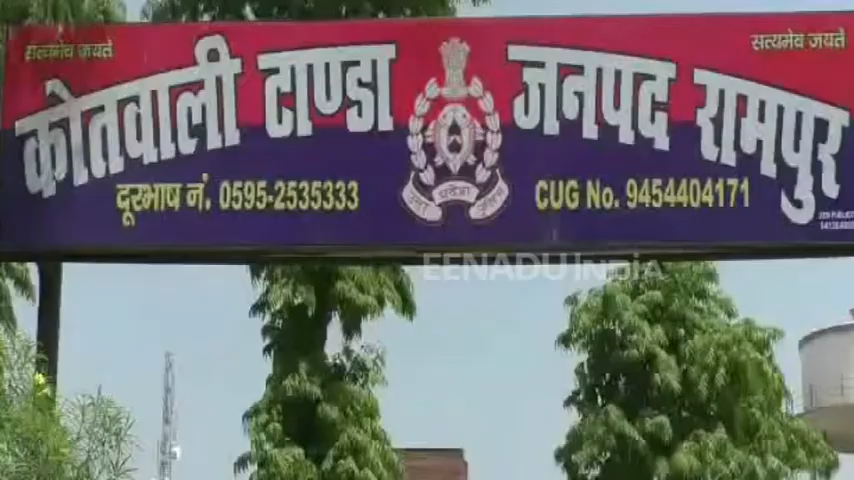 सत्यमेव जयते
सत्यमेव जयते
कोतवाली टाण्डा जनपद रामपुर
दूरभाष नं. 0595-2535333
CUG No. 9454404171
EENADU India